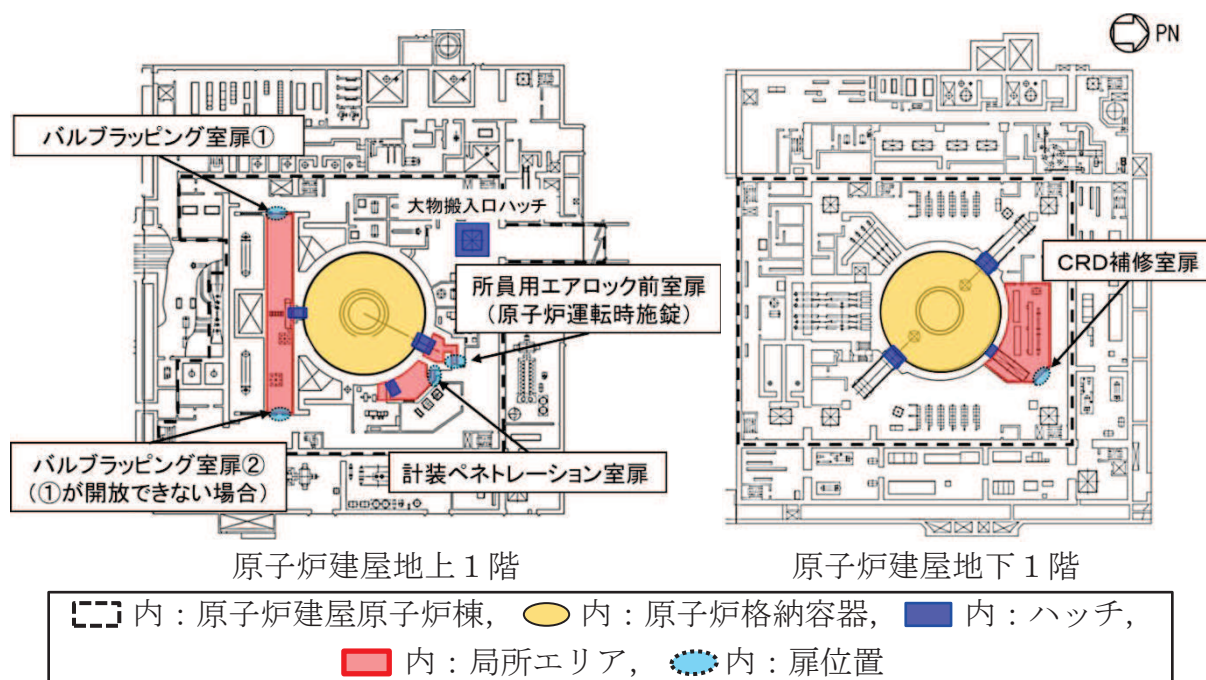 PN
バルブラッピング室扉①
大物搬入口ハッチ
所員用エアロック前室扉
(原子炉運転時施錠)
CRD補修室扉
バルブラッピング室扉②
(①が開放できない場合)
計装ペネトレーション室扉
原子炉建屋地上1階
原子炉建屋地下1階
内：原子炉建屋原子炉棟, 内：原子炉格納容器, 内：ハッチ,
内：局所エリア, 内：扉位置